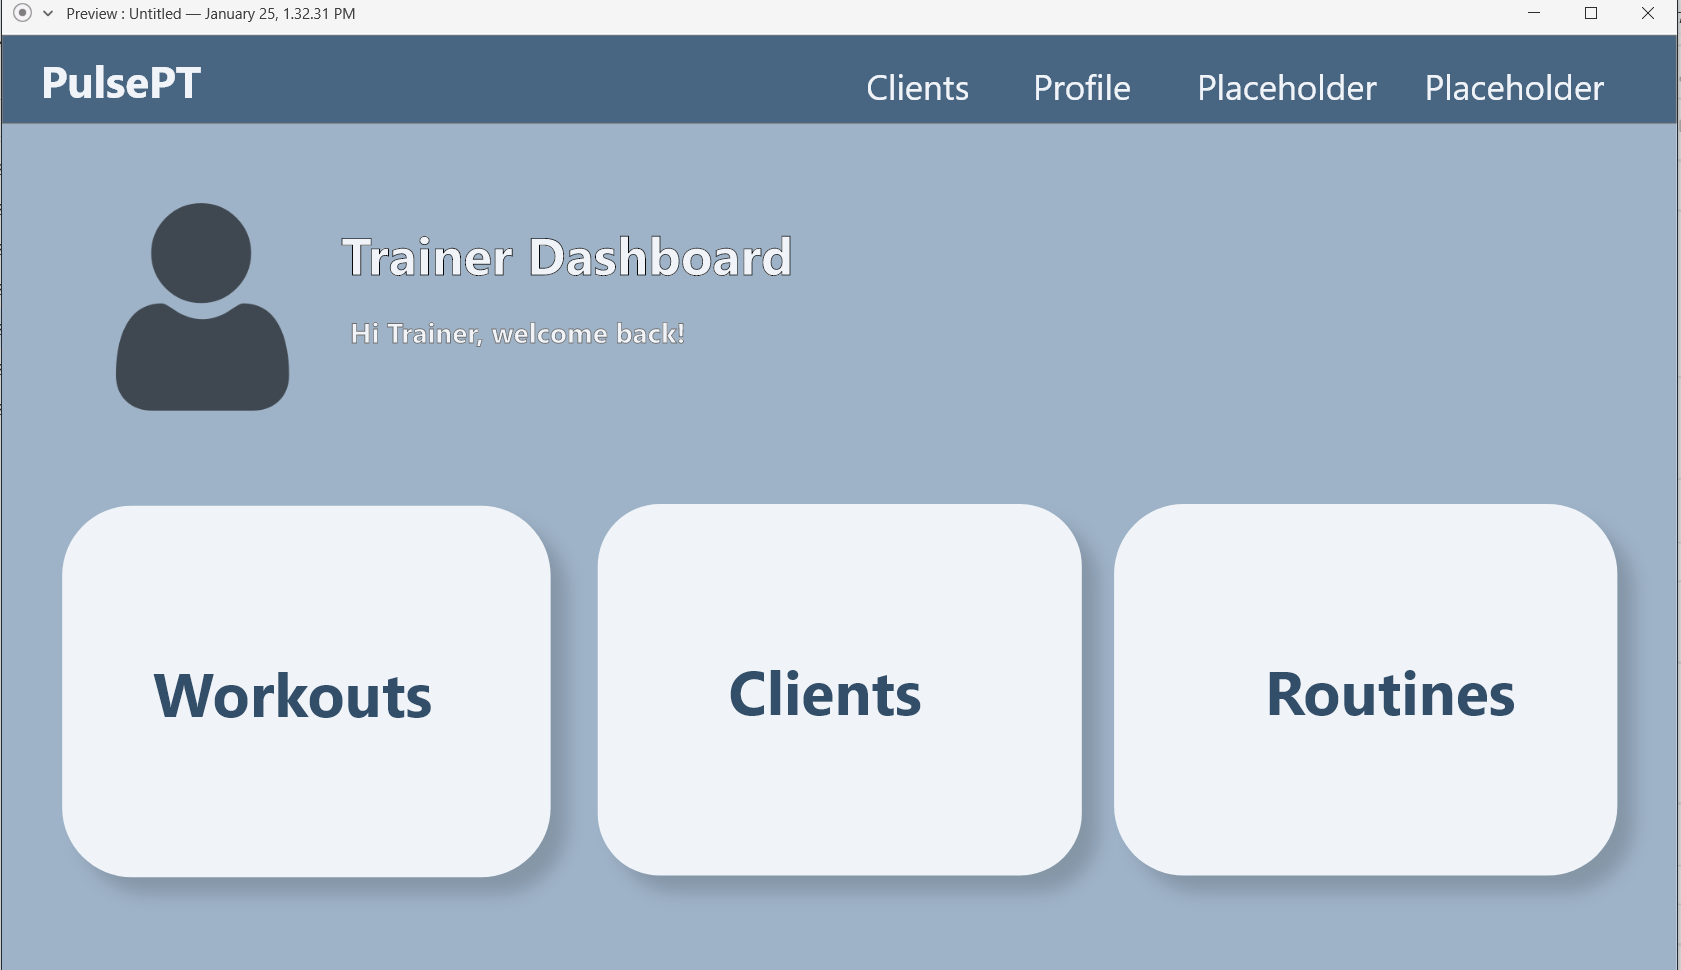 Preview : Untitled — January 25, 1.32.31 PM
PulsePT Clients Profile Placeholder Placeholder
Trainer Dashboard
Hi Trainer, welcome back!
Workouts Clients Routines